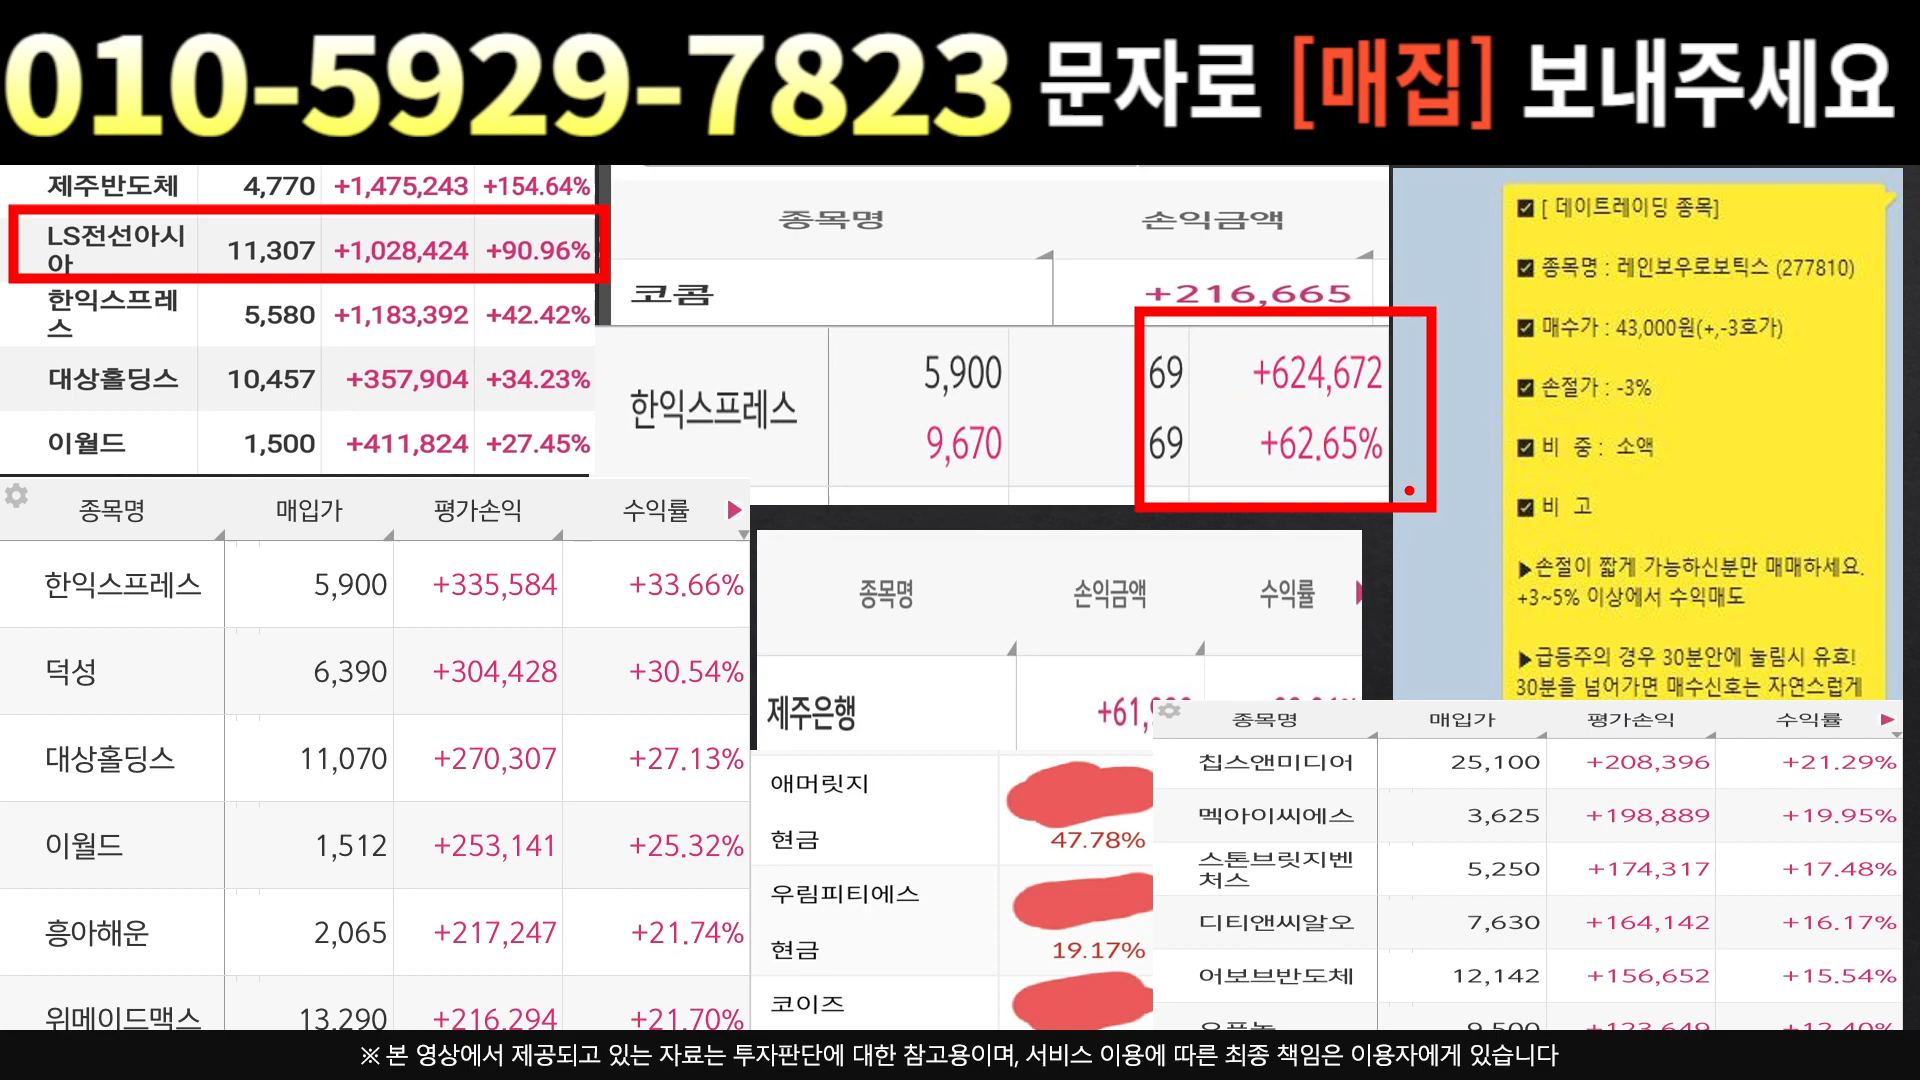 010-5929-7823 문자로 [매집] 보내주세요
제주반도체 4,770 +1,475,243 +154.64%
LS전선아시
아 11,307 +1,028,424 +90.96%
한익스프레
스 5,580 +1,183,392 +42.42%
대상홀딩스 10,457 +357,904 +34.23%
이월드 1,500 +411,824 +27.45%
종목명 손익금액
코콤 +216,665
한익스프레스
5,900 69 +624,672
9,670 69 +62.65%
[ 데이트레이딩 종목]
종목명 : 레인보우로보틱스 (277810)
매수가 : 43,000원(+,-3호가)
손절가 : -3%
비 중 : 소액
비 고
▶손절이 짧게 가능하신분만 매매하세요.
+3~5% 이상에서 수익매도
▶급등주의 경우 30분안에 눌림시 유효!
30분을 넘어가면 매수신호는 자연스럽게
종목명 매입가 평가손익 수익률
한익스프레스 5,900 +335,584 +33.66%
덕성 6,390 +304,428 +30.54%
대상홀딩스 11,070 +270,307 +27.13%
이월드 1,512 +253,141 +25.32%
흥아해운 2,065 +217,247 +21.74%
위메이드맥스 13,290 +216,294 +21.70%
종목명 손익금액 수익률
제주은행 +61,
애머릿지
현금 47.78%
우림피티에스
현금 19.17%
코이즈
종목명 매입가 평가손익 수익률
칩스앤미디어 25,100 +208,396 +21.29%
멕아이씨에스 3,625 +198,889 +19.95%
스톤브릿지벤
처스 5,250 +174,317 +17.48%
디티앤씨알오 7,630 +164,142 +16.17%
어보브반도체 12,142 +156,652 +15.54%
※ 본 영상에서 제공되고 있는 자료는 투자판단에 대한 참고용이며, 서비스 이용에 따른 최종 책임은 이용자에게 있습니다